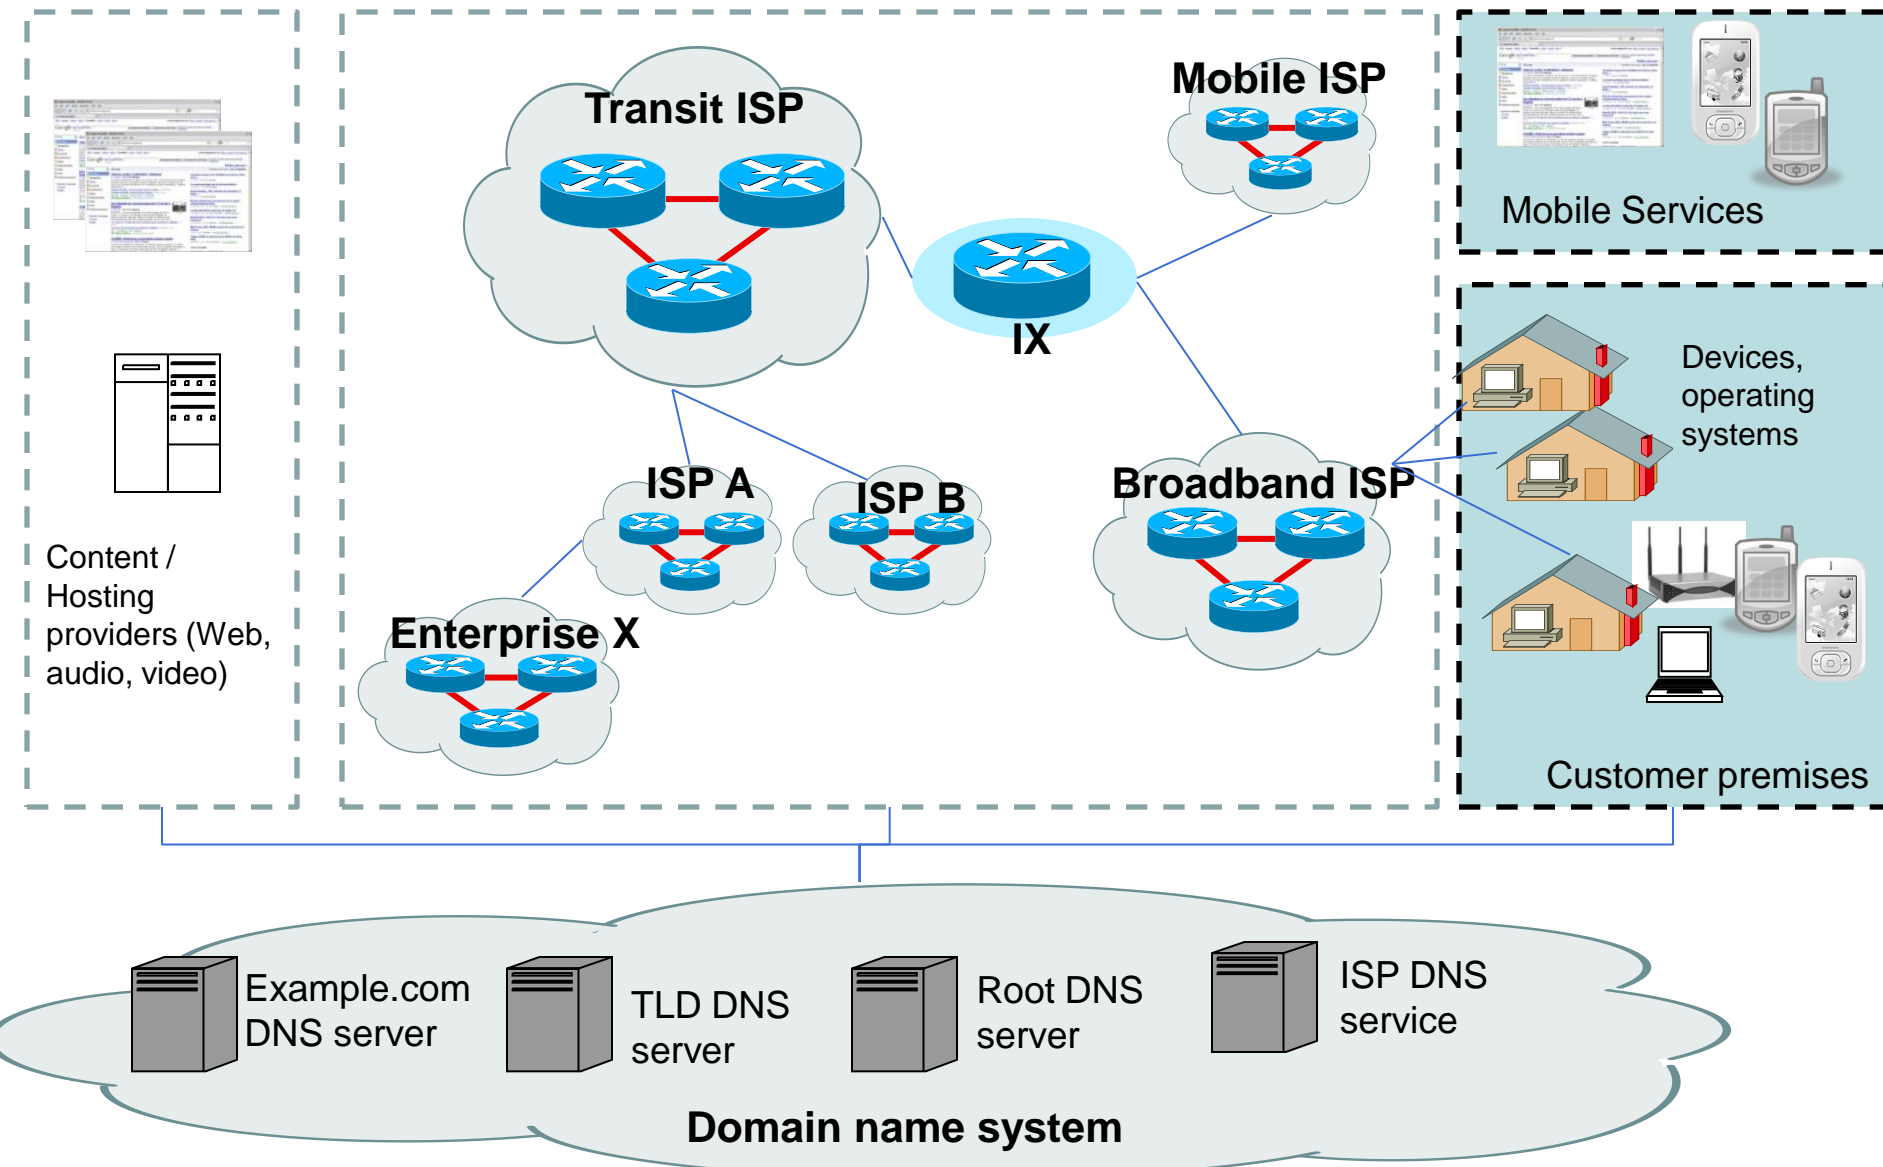 Transit ISP
Mobile ISP
IX
ISP A
ISP B
Broadband ISP
Enterprise X
Content /
Hosting
providers (Web,
audio, video)
Mobile Services
Devices,
operating
systems
Customer premises
Example.com
DNS server
TLD DNS
server
Root DNS
server
ISP DNS
service
Domain name system